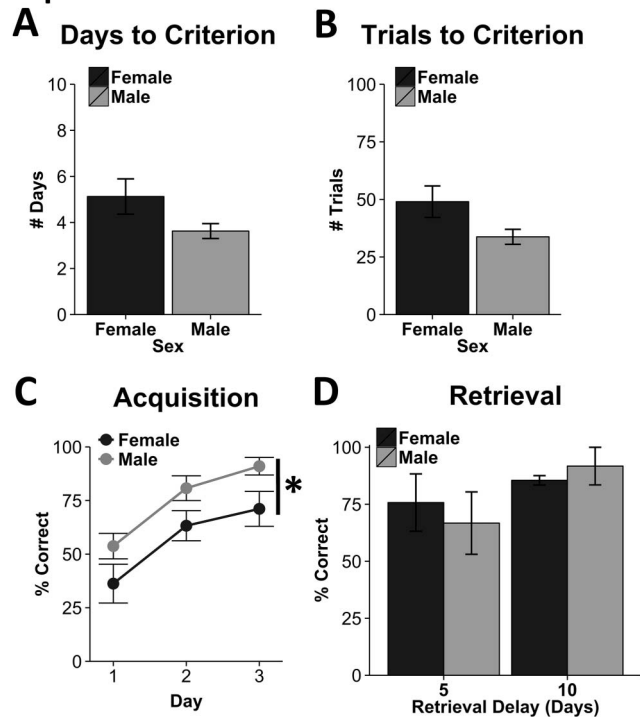 A Days to Criterion
Female
Male
10
8
6
4
2
0
# Days
Female Male
Sex
B Trials to Criterion
Female
Male
100
75
50
25
0
# Trials
Female Male
Sex
C Acquisition
Female
Male
100
75
50
25
0
% Correct
*
1 2 3
Day
D Retrieval
Female
Male
100
75
50
25
0
% Correct
5 10
Retrieval Delay (Days)